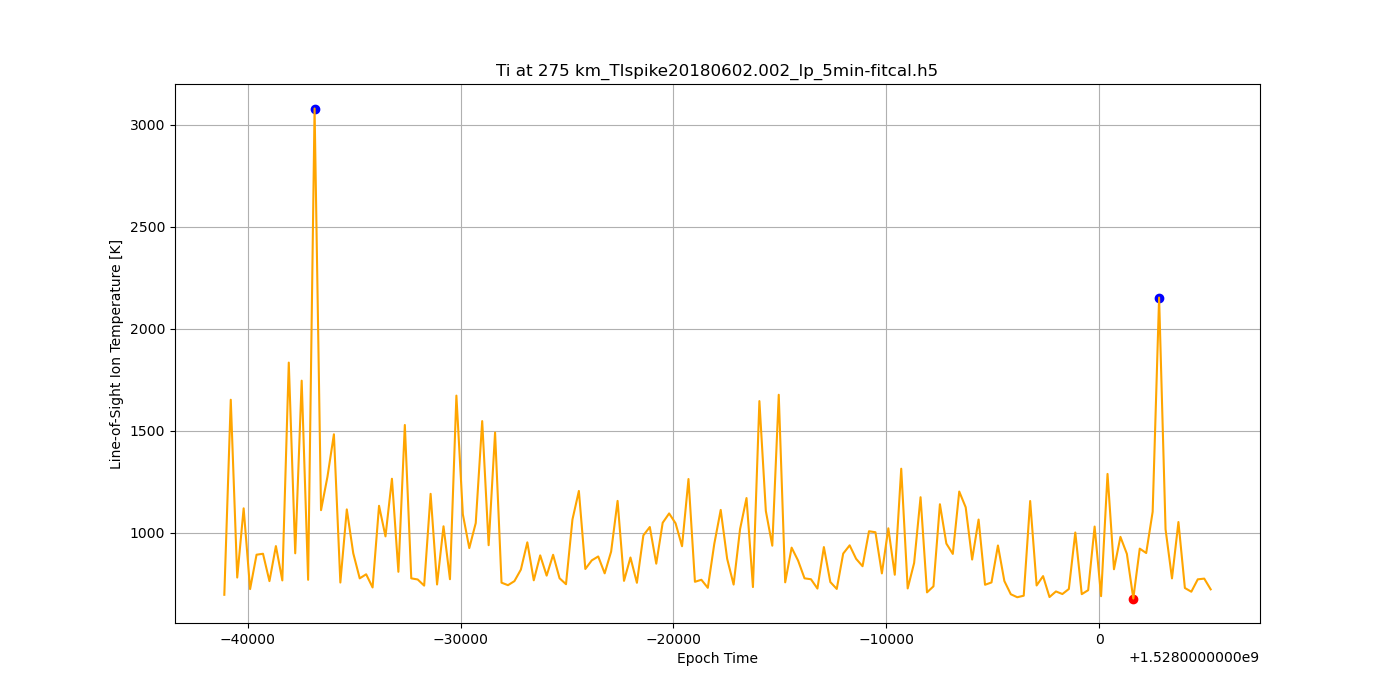 Ti at 275 km_TIspike20180602.002_lp_5min-fitcal.h5
Line-of-Sight Ion Temperature [K]
3000
2500
2000
1500
1000
−40000
−30000
−20000
−10000
0
Epoch Time
+1.5280000000e9